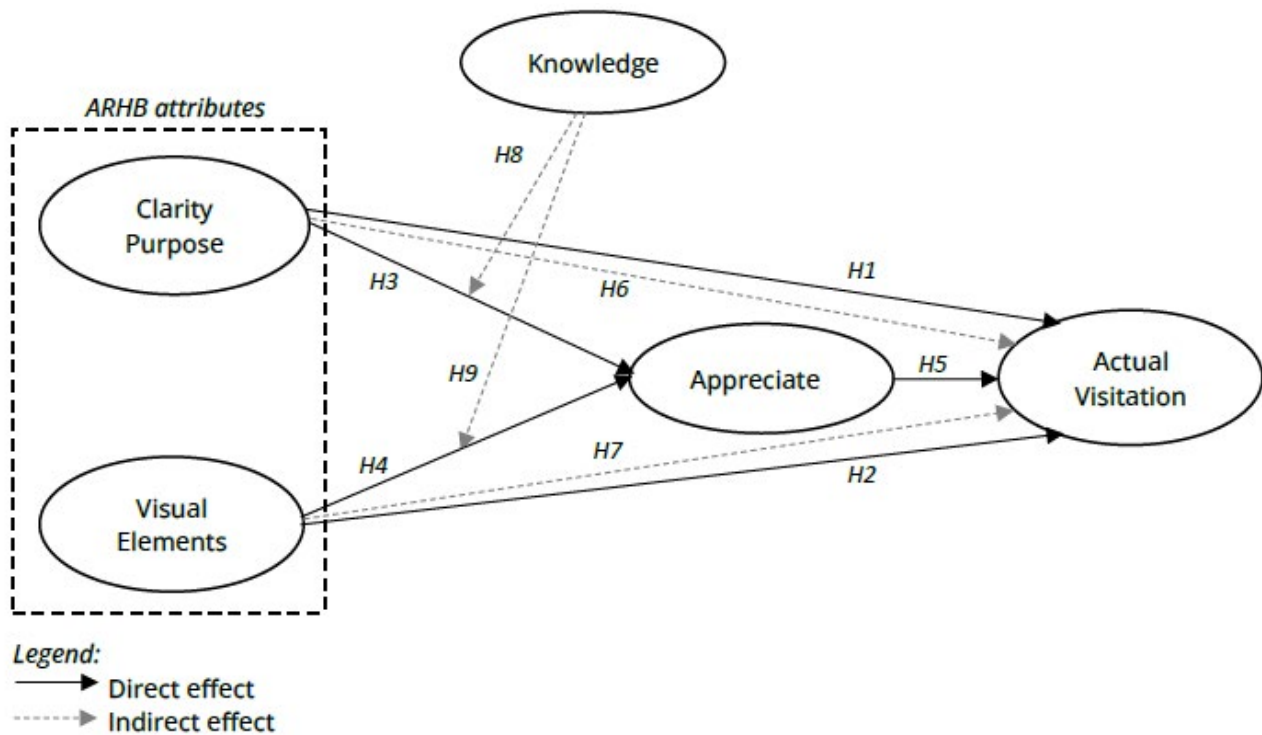 Knowledge
ARHB attributes
H8
Clarity
Purpose
H1
H3
H6
Actual
Visitation
H5
Appreciate
H9
H7
H4
H2
Visual
Elements
Legend:
Direct effect
Indirect effect